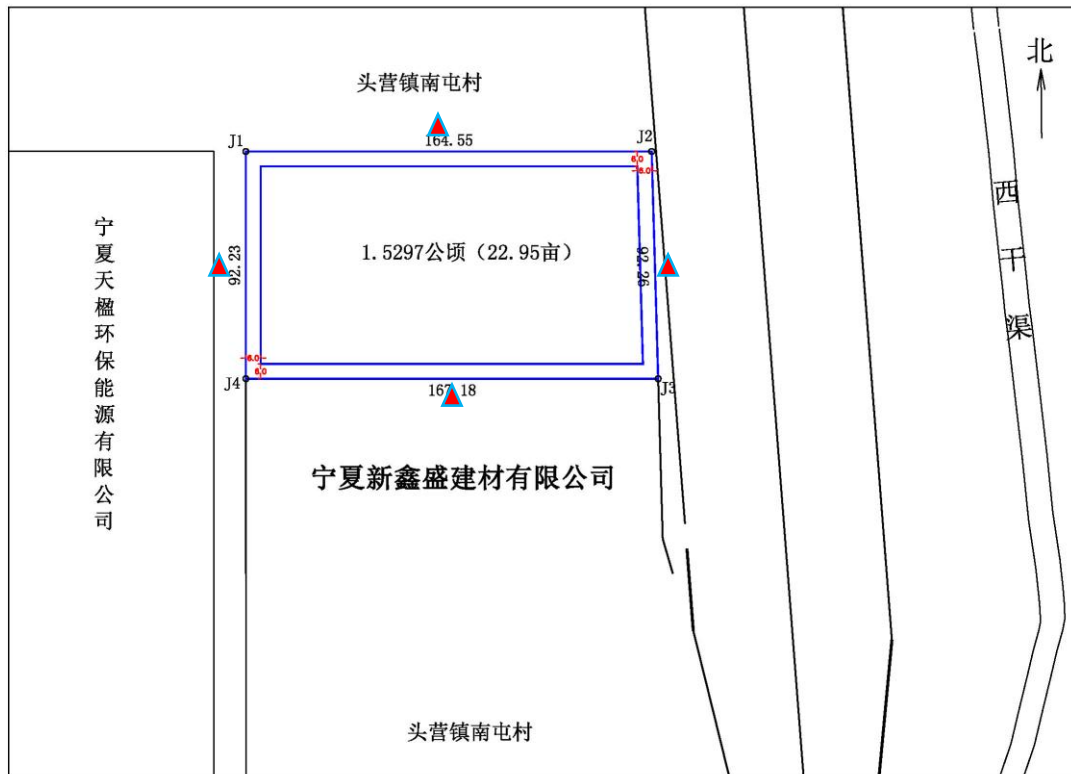 北
头营镇南屯村
164.55
J1
J2
6.0
6.0
西干渠
宁夏天楹环保能源有限公司
92.23
1.5297公顷（22.95亩）
92.26
6.0
6.0
J4
167.18
J3
宁夏新鑫盛建材有限公司
头营镇南屯村